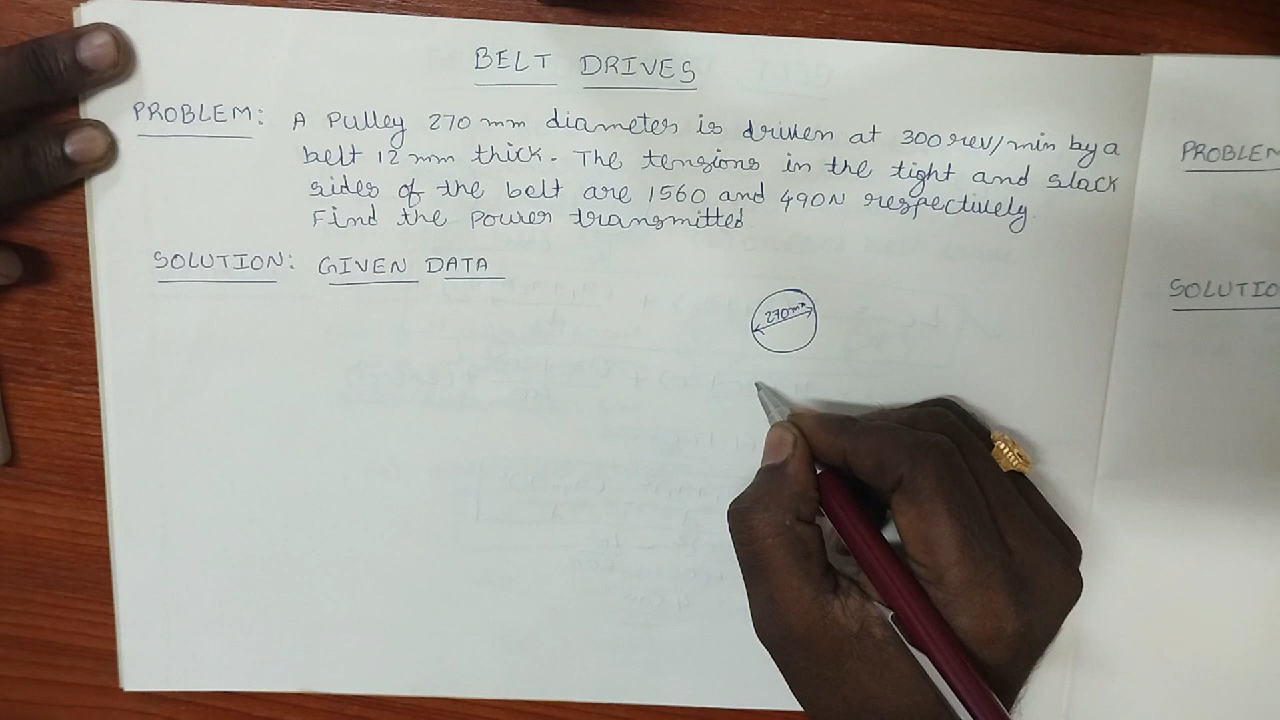 BELT DRIVES
PROBLEM: A Pulley 270 mm diameter is driven at 300 rev/min by a
belt 12 mm thick. The tensions in the tight and slack
sides of the belt are 1560 and 490N respectively.
Find the Power transmitted
SOLUTION: GIVEN DATA
270mm
PROBLEM
SOLUTIO